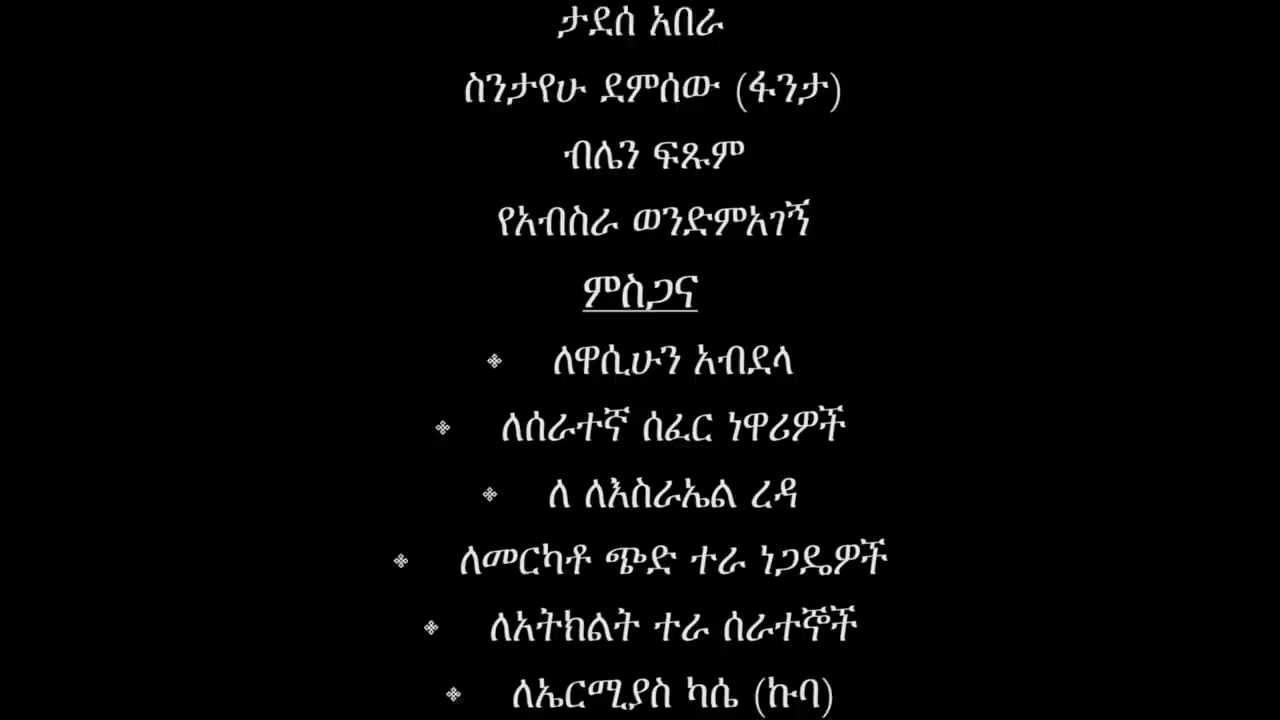 ታደሰ አበራ
ስንታየሁ ደምሰው (ፋንታ)
ብሌን ፍጹም
የአብስራ ወንድምአገኝ
ምስጋና
ለዋሲሁን አብደላ
ለሰራተኛ ሰፈር ነዋሪዎች
ለ ለእስራኤል ረዳ
ለመርካቶ ጭድ ተራ ነጋዴዎች
ለአትክልት ተራ ሰራተኞች
ለኤርሚያስ ካሴ (ኩባ)